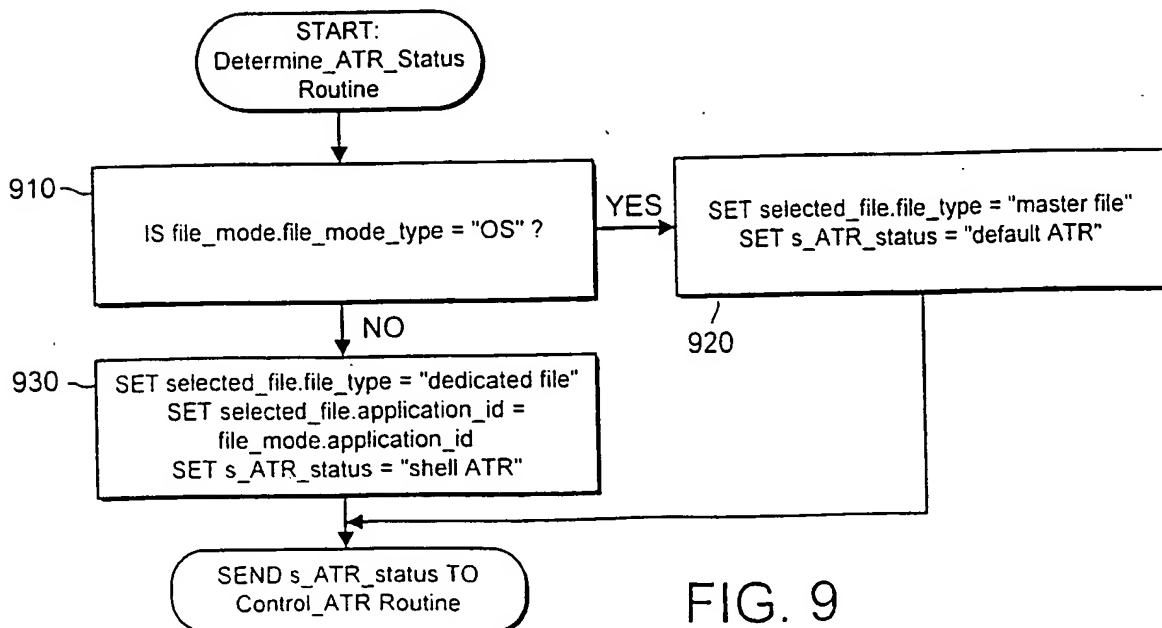 START:
Determine_ATR_Status
Routine
910
IS file_mode.file_mode_type = "OS" ?
YES
SET selected_file.file_type = "master file"
SET s_ATR_status = "default ATR"
920
NO
930
SET selected_file.file_type = "dedicated file"
SET selected_file.application_id =
file_mode.application_id
SET s_ATR_status = "shell ATR"
SEND s_ATR_status TO
Control_ATR Routine
FIG. 9